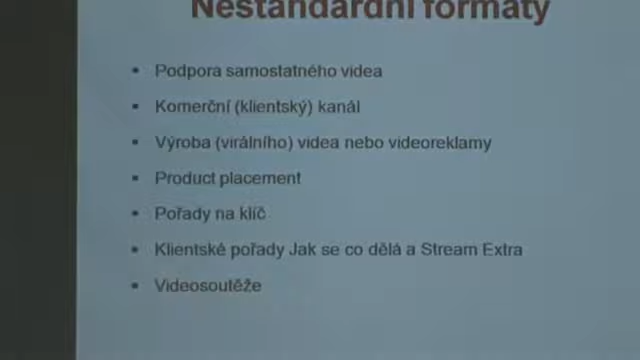 Nestandardní formáty
• Podpora samostatného videa
• Komerční (klientský) kanál
• Výroba (virálního) videa nebo videoreklamy
• Product placement
• Pořady na klíč
• Klientské pořady Jak se co dělá a Stream Extra
• Videosoutěže